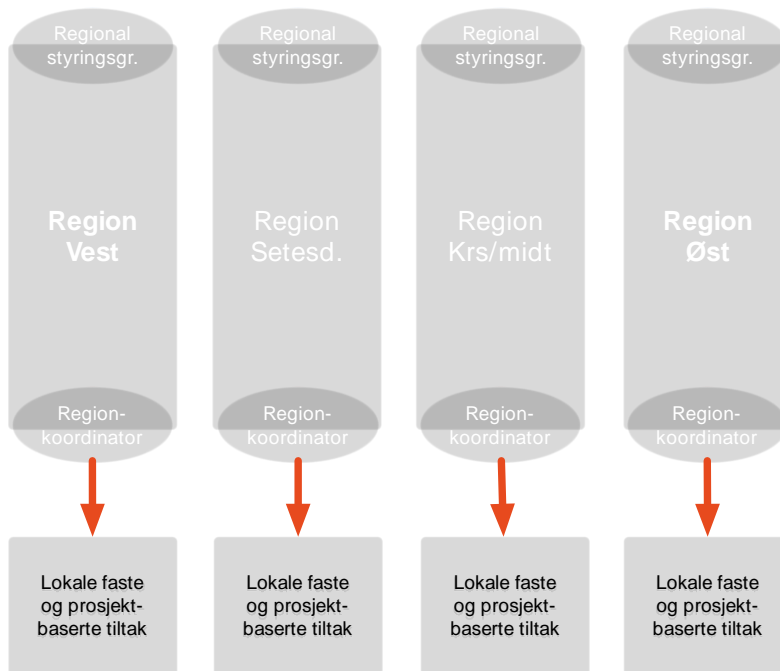 Regional
styringsgr.
Regional
styringsgr.
Regional
styringsgr.
Regional
styringsgr.
Region
Vest
Region
Setesd.
Region
Krs/midt
Region
Øst
Region-
koordinator
Region-
koordinator
Region-
koordinator
Region-
koordinator
Lokale faste
og prosjekt-
baserte tiltak
Lokale faste
og prosjekt-
baserte tiltak
Lokale faste
og prosjekt-
baserte tiltak
Lokale faste
og prosjekt-
baserte tiltak